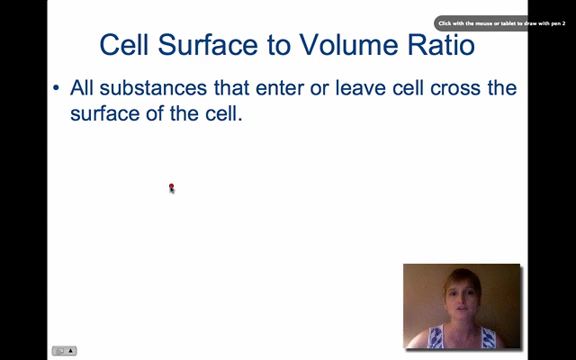 Click with the mouse or tablet to draw with pen 2
Cell Surface to Volume Ratio
• All substances that enter or leave cell cross the
surface of the cell.